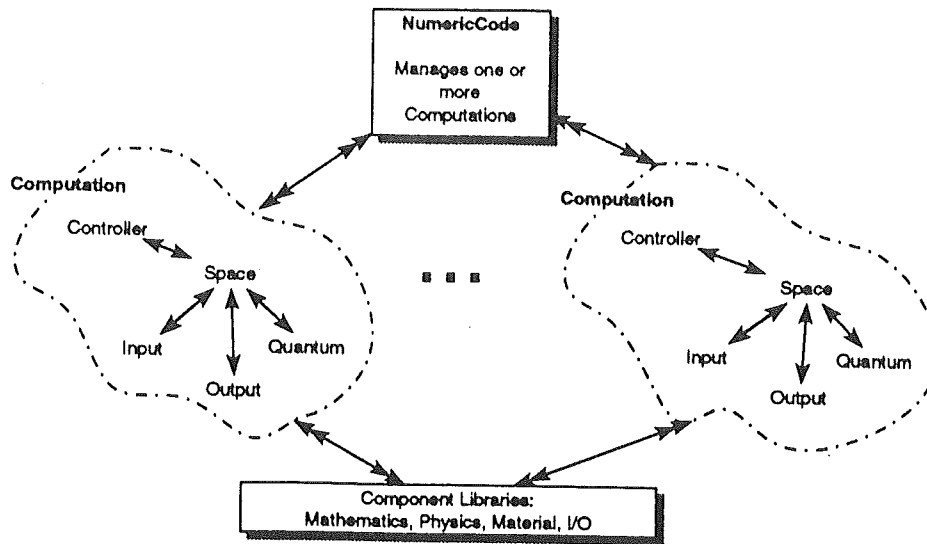 NumericCode
Manages one or
more
Computations
Computation
Controller
Space
Input
Quantum
Output
Computation
Controller
Space
Input
Quantum
Output
Component Libraries:
Mathematics, Physics, Material, I/O